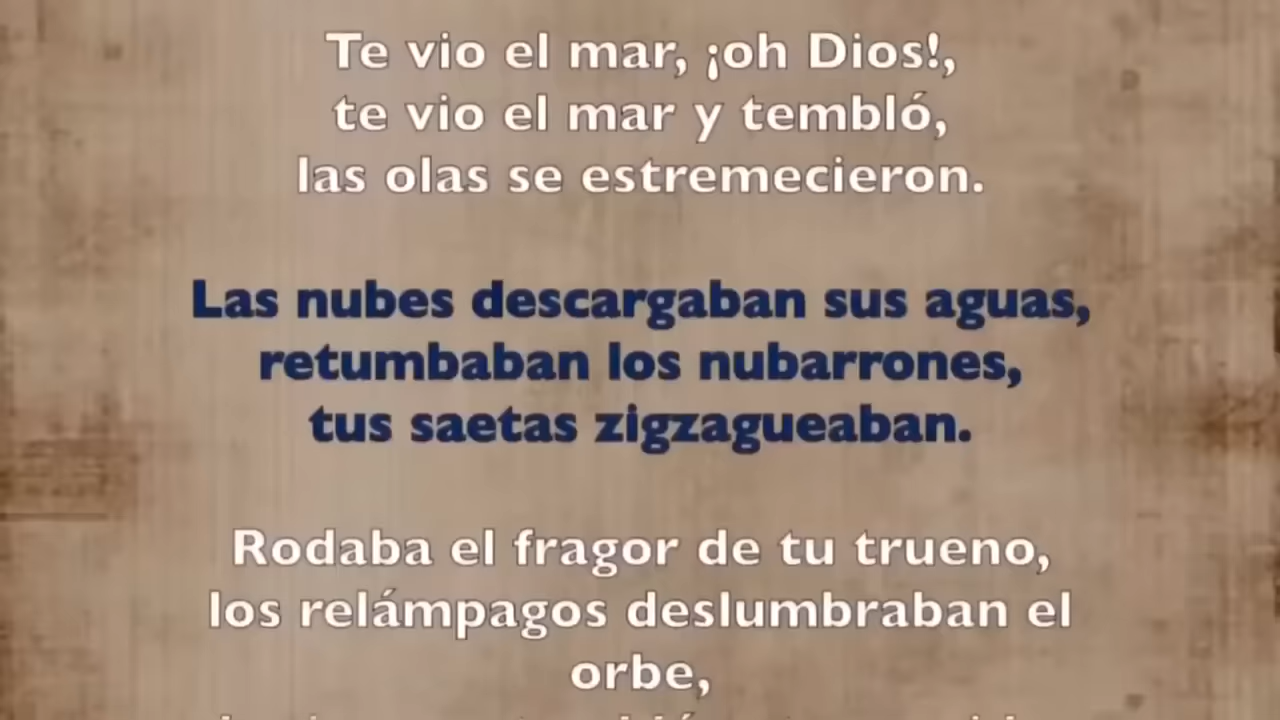 Te vio el mar, ¡oh Dios!,
te vio el mar y tembló,
las olas se estremecieron.
Las nubes descargaban sus aguas,
retumbaban los nubarrones,
tus saetas zigzagueaban.
Rodaba el fragor de tu trueno,
los relámpagos deslumbraban el
orbe,